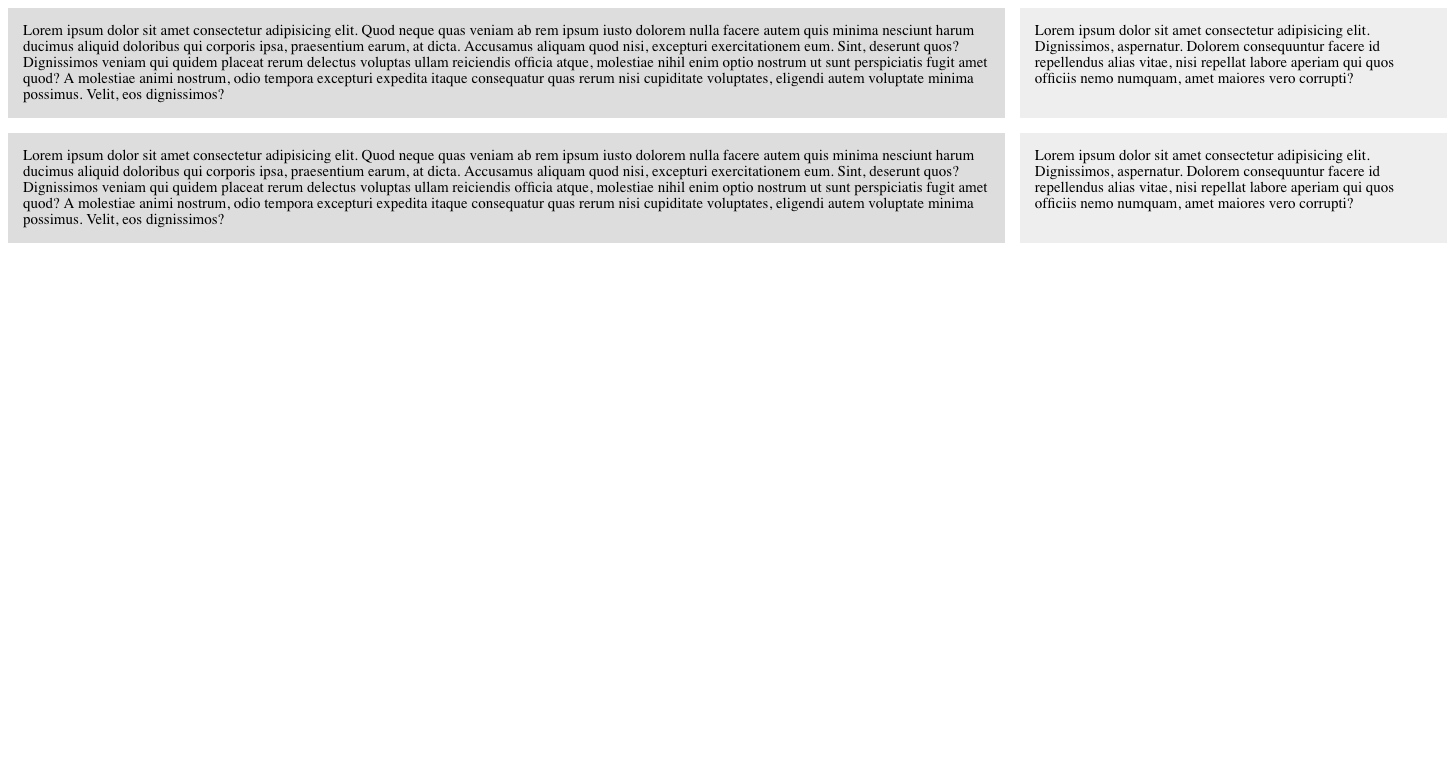 Lorem ipsum dolor sit amet consectetur adipisicing elit. Quod neque quas veniam ab rem ipsum iusto dolorem nulla facere autem quis minima nesciunt harum
ducimus aliquid doloribus qui corporis ipsa, praesentium earum, at dicta. Accusamus aliquam quod nisi, excepturi exercitationem eum. Sint, deserunt quos?
Dignissimos veniam qui quidem placeat rerum delectus voluptas ullam reiciendis officia atque, molestiae nihil enim optio nostrum ut sunt perspiciatis fugit amet
quod? A molestiae animi nostrum, odio tempora excepturi expedita itaque consequatur quas rerum nisi cupiditate voluptates, eligendi autem voluptate minima
possimus. Velit, eos dignissimos?
Lorem ipsum dolor sit amet consectetur adipisicing elit.
Dignissimos, aspernatur. Dolorem consequuntur facere id
repellendus alias vitae, nisi repellat labore aperiam qui quos
officiis nemo numquam, amet maiores vero corrupti?
Lorem ipsum dolor sit amet consectetur adipisicing elit. Quod neque quas veniam ab rem ipsum iusto dolorem nulla facere autem quis minima nesciunt harum
ducimus aliquid doloribus qui corporis ipsa, praesentium earum, at dicta. Accusamus aliquam quod nisi, excepturi exercitationem eum. Sint, deserunt quos?
Dignissimos veniam qui quidem placeat rerum delectus voluptas ullam reiciendis officia atque, molestiae nihil enim optio nostrum ut sunt perspiciatis fugit amet
quod? A molestiae animi nostrum, odio tempora excepturi expedita itaque consequatur quas rerum nisi cupiditate voluptates, eligendi autem voluptate minima
possimus. Velit, eos dignissimos?
Lorem ipsum dolor sit amet consectetur adipisicing elit.
Dignissimos, aspernatur. Dolorem consequuntur facere id
repellendus alias vitae, nisi repellat labore aperiam qui quos
officiis nemo numquam, amet maiores vero corrupti?